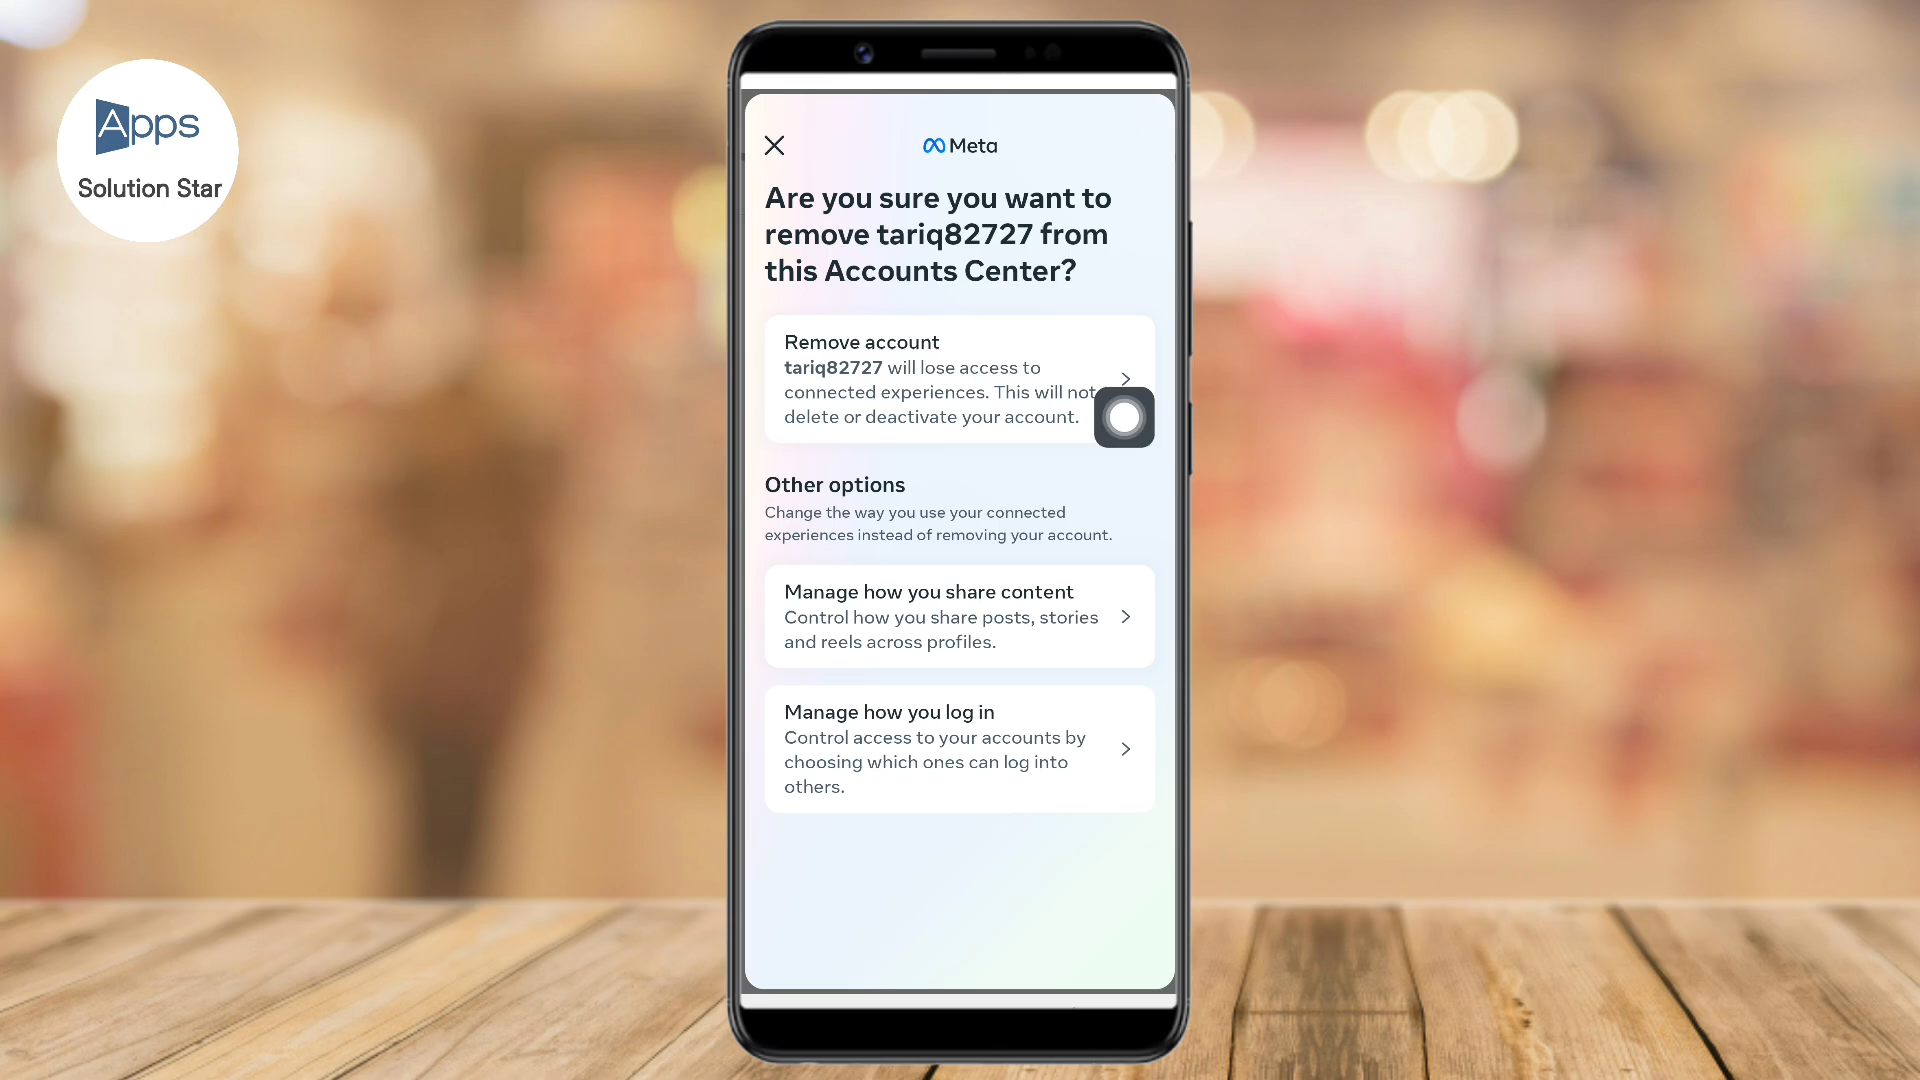 Apps
Solution Star
Meta
Are you sure you want to
remove tariq82727 from
this Accounts Center?
Remove account
tariq82727 will lose access to
connected experiences. This will not
delete or deactivate your account.
Other options
Change the way you use your connected
experiences instead of removing your account.
Manage how you share content
Control how you share posts, stories
and reels across profiles.
Manage how you log in
Control access to your accounts by
choosing which ones can log into
others.